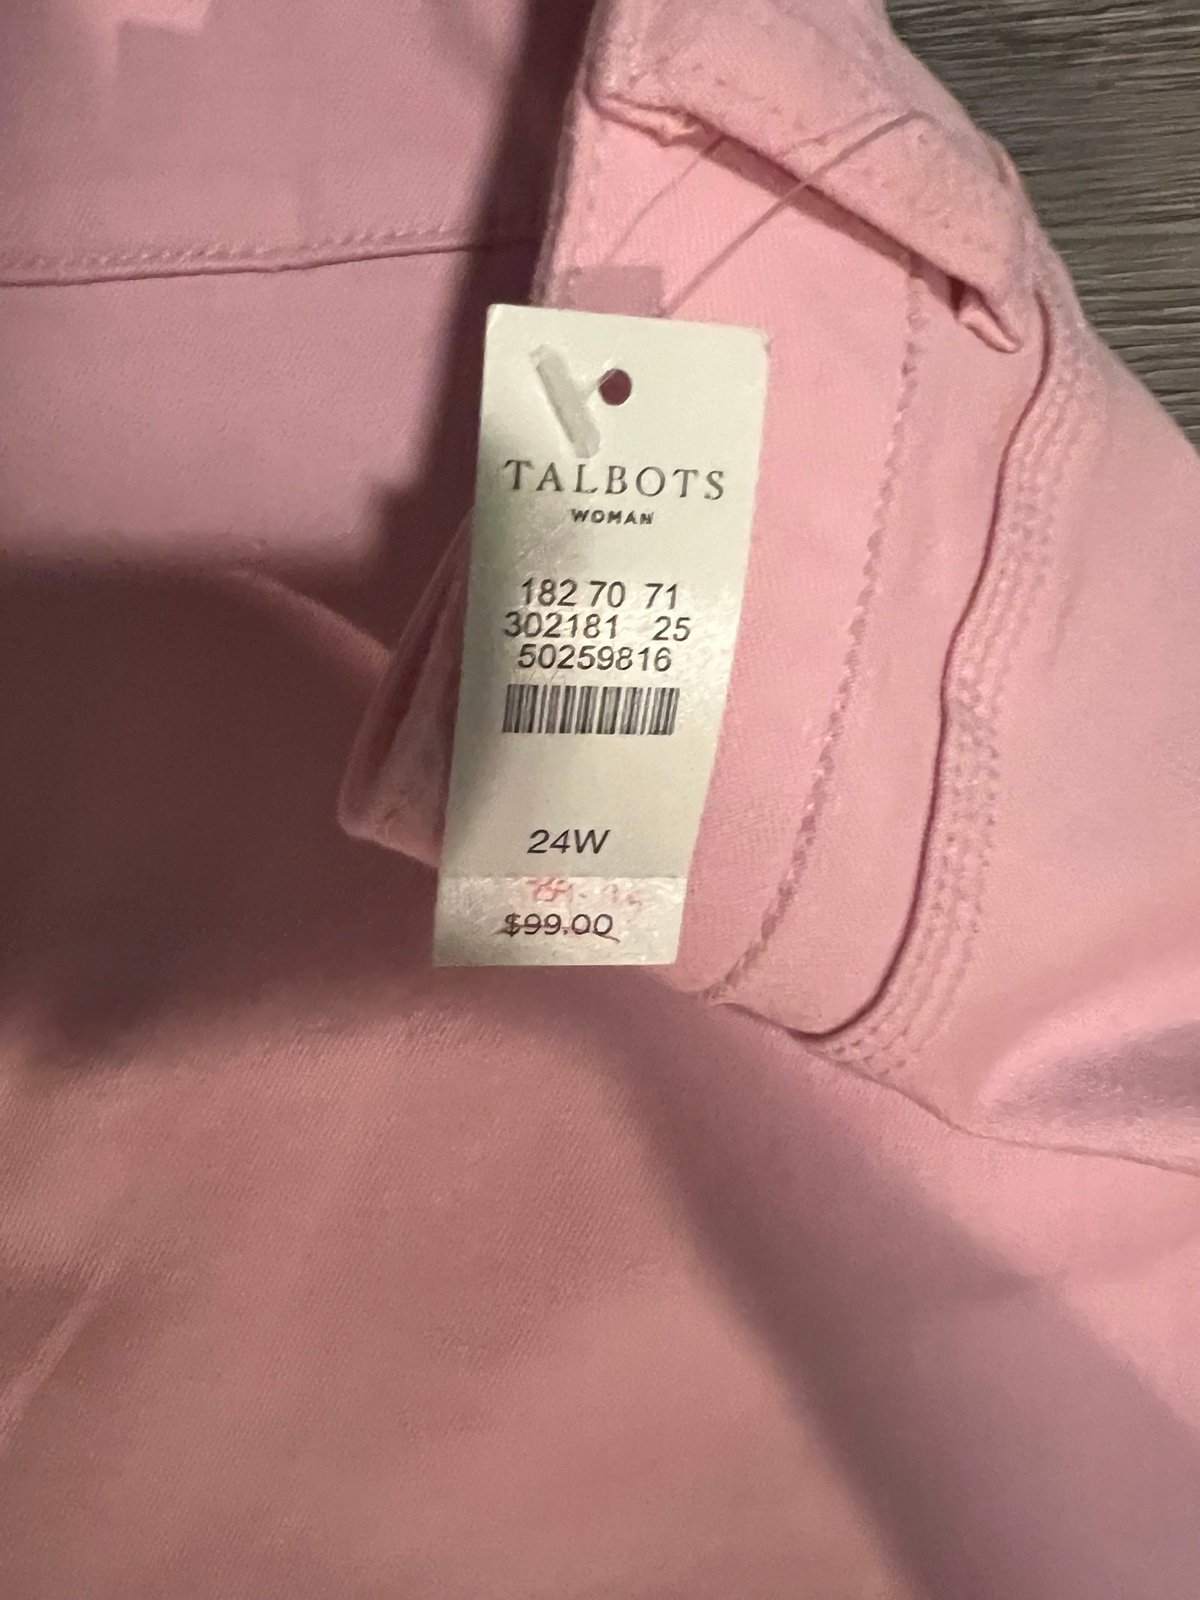 TALBOTS
WOMAN
182 70 71
302181 25
50259816
24W
$99.00